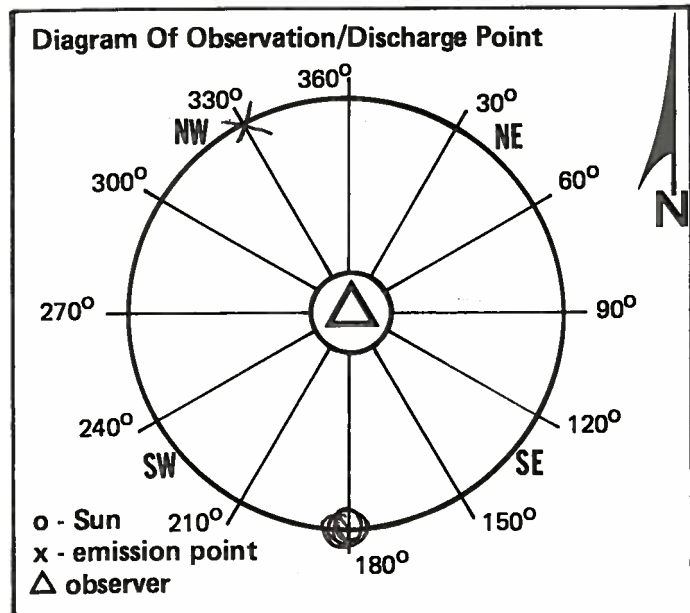 Diagram Of Observation/Discharge Point
360°
330°
30°
NW
NE
300°
60°
N
270°
90°
240°
120°
SW
SE
o - Sun
210°
150°
x - emission point
180°
△ observer